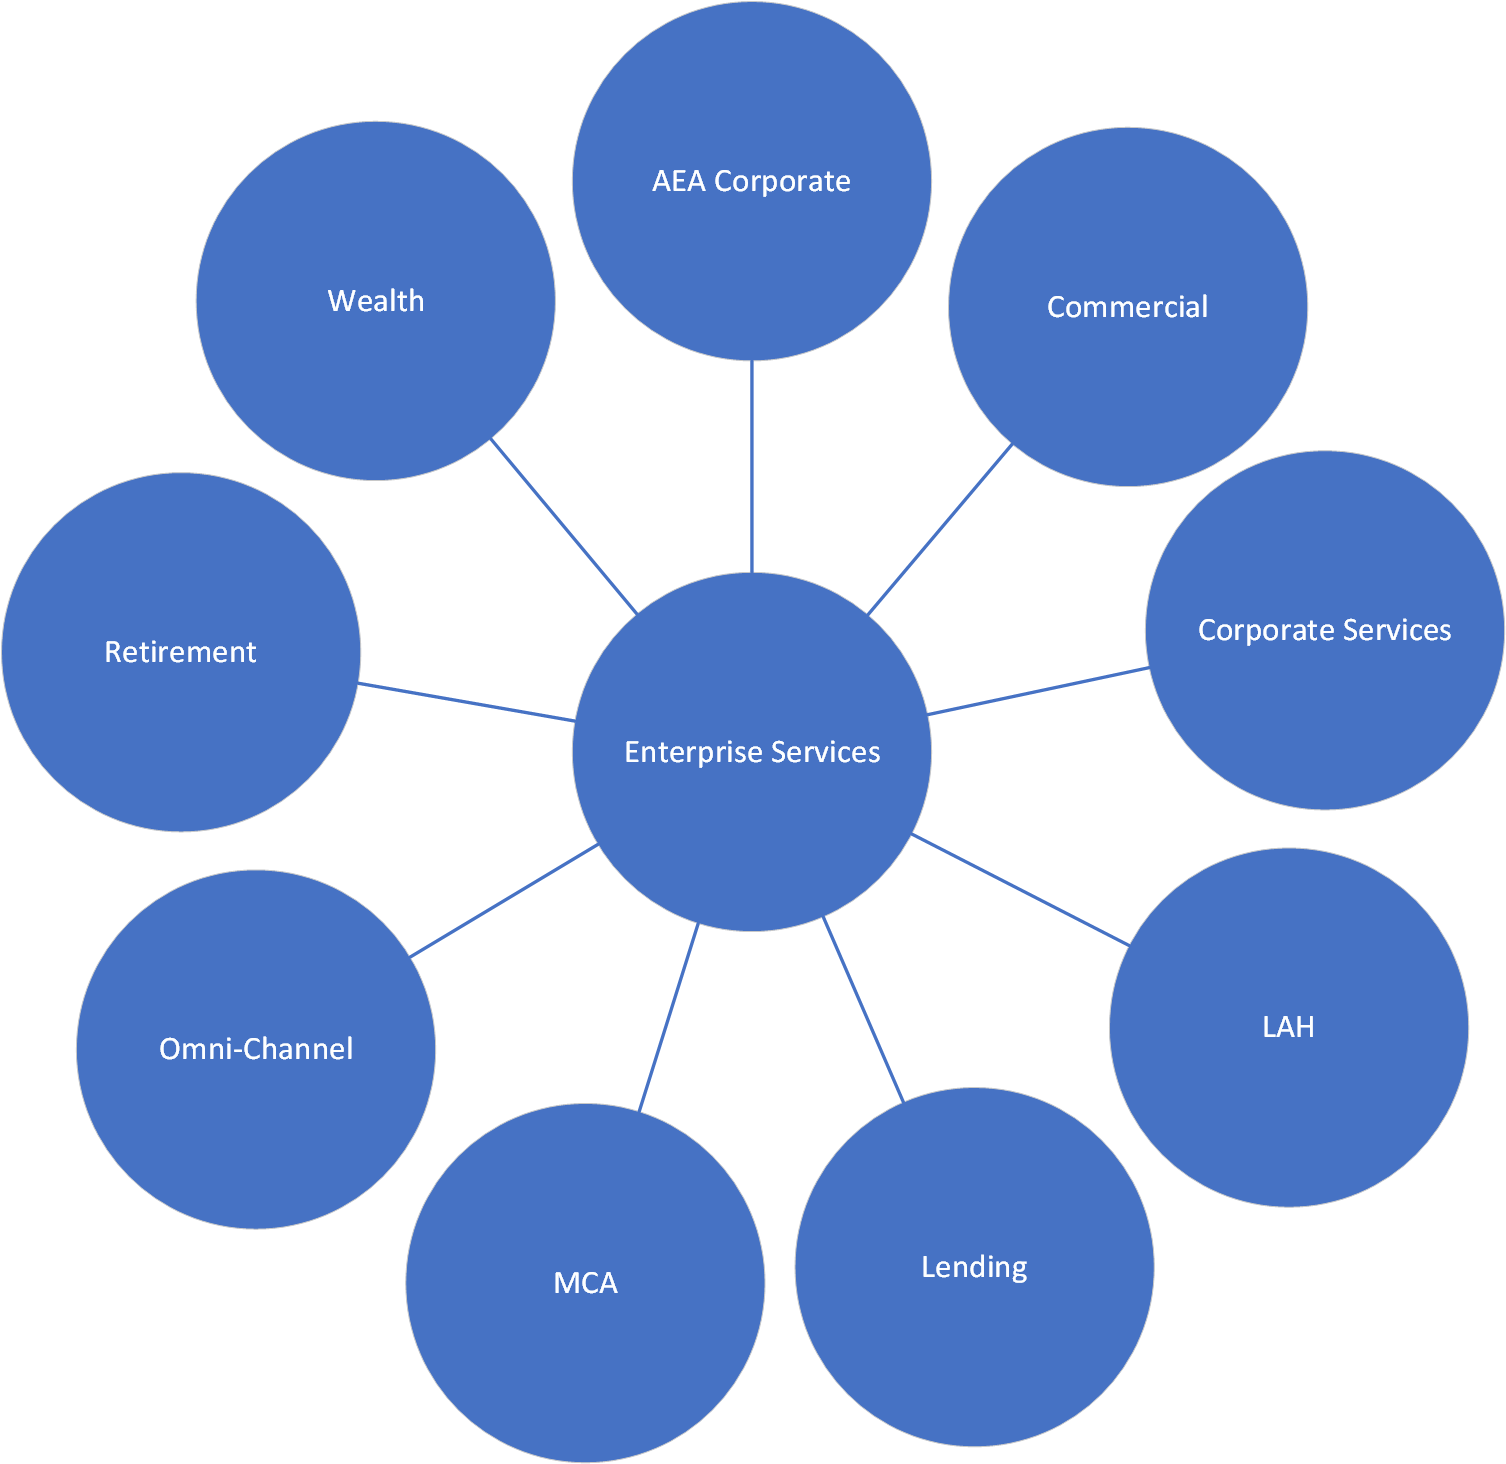 AEA Corporate
Wealth
Commercial
Corporate Services
Retirement
Enterprise Services
LAH
Omni-Channel
Lending
MCA